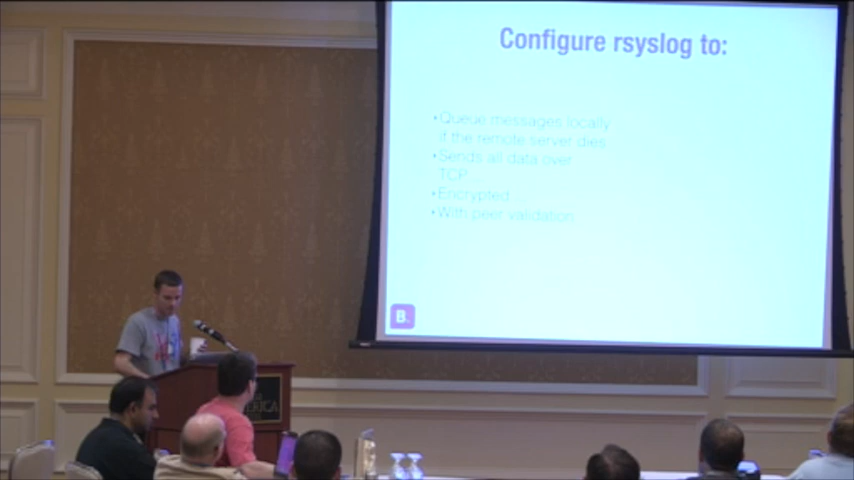 Configure rsyslog to:
•Queue messages locally
if the remote server dies
•Sends all data over
TCP
•Encrypted
•With peer validation
B.